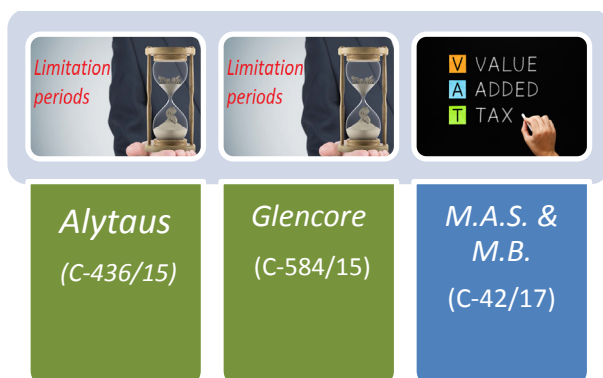 Limitation
periods
Limitation
periods
V VALUE
A ADDED
T TAX
Alytaus
(C-436/15)
Glencore
(C-584/15)
M.A.S. &
M.B.
(C-42/17)